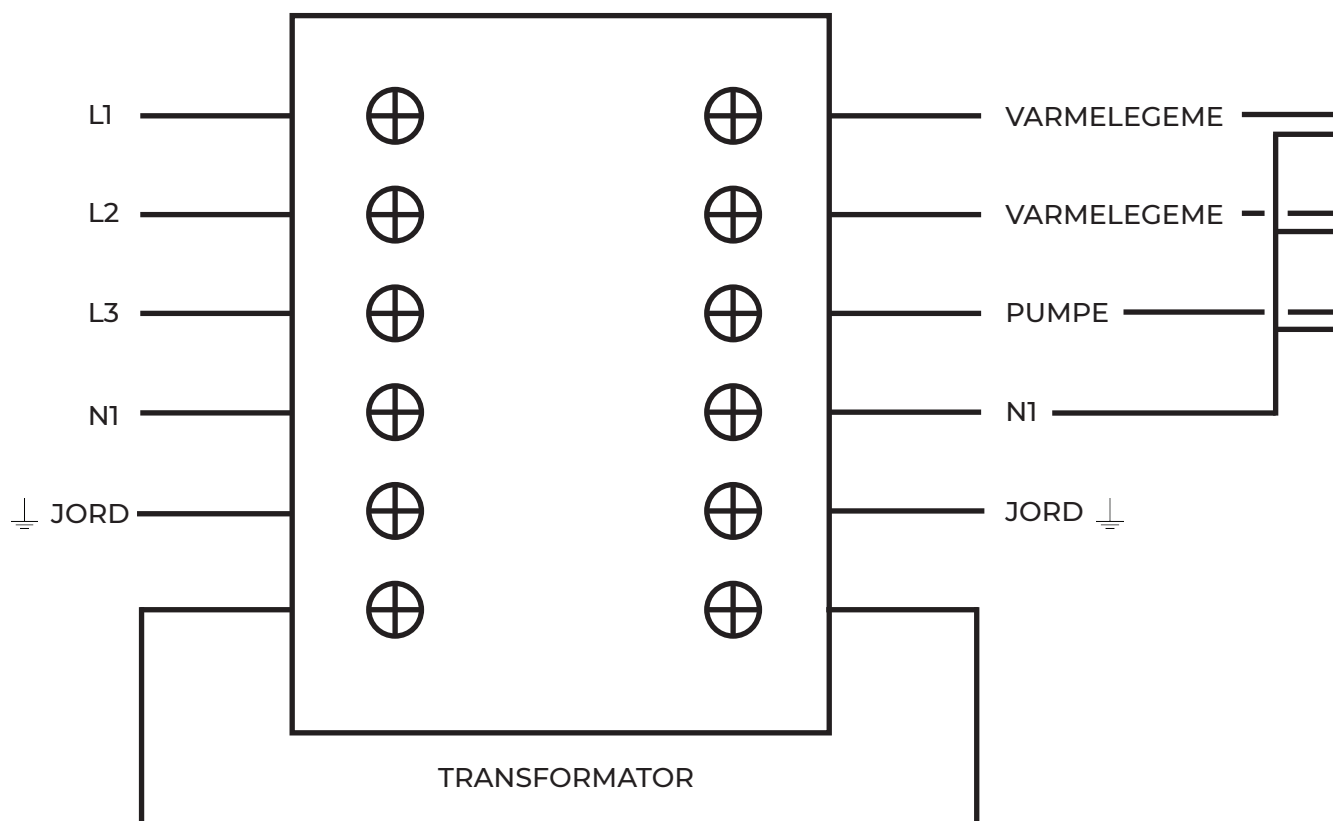 L1
VARMELEGEME
L2
VARMELEGEME
L3
PUMPE
N1
N1
JORD
JORD
TRANSFORMATOR